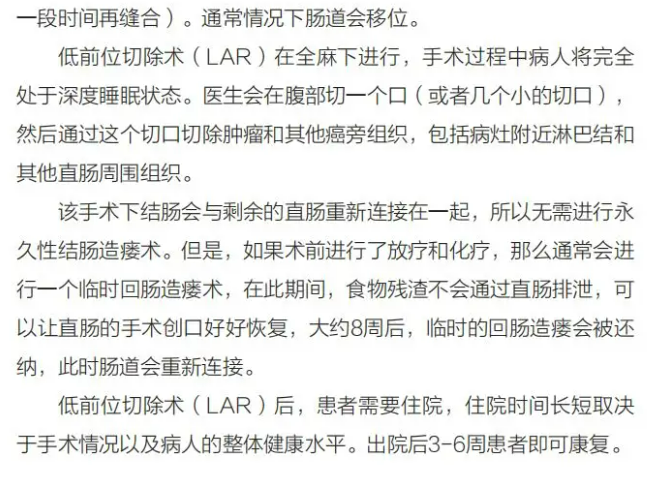 一段时间再缝合）。通常情况下肠道会移位。
低前位切除术（LAR）在全麻下进行，手术过程中病人将完全
处于深度睡眠状态。医生会在腹部切一个口（或者几个小的切口），
然后通过这个切口切除肿瘤和其他癌旁组织，包括病灶附近淋巴结和
其他直肠周围组织。
该手术下结肠会与剩余的直肠重新连接在一起，所以无需进行永
久性结肠造瘘术。但是，如果术前进行了放疗和化疗，那么通常会进
行一个临时回肠造瘘术，在此期间，食物残渣不会通过直肠排泄，可
以让直肠的手术创口好好恢复，大约8周后，临时的回肠造瘘会被还
纳，此时肠道会重新连接。
低前位切除术（LAR）后，患者需要住院，住院时间长短取决
于手术情况以及病人的整体健康水平。出院后3-6周患者即可康复。